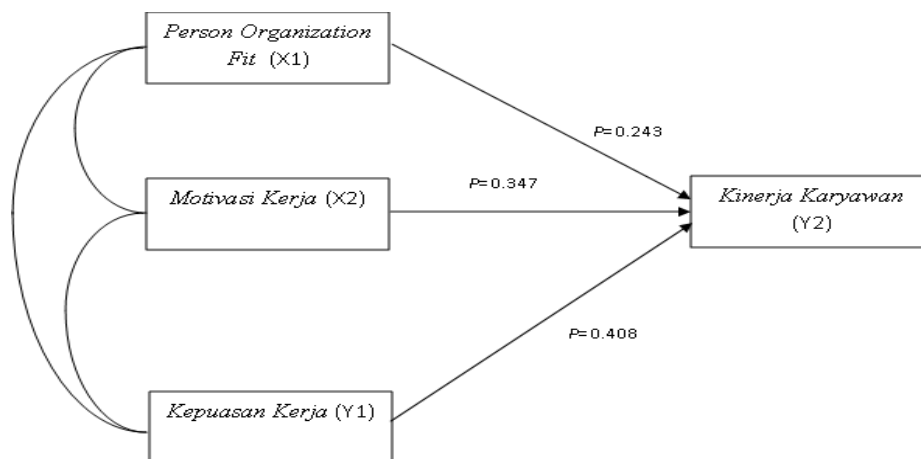 Person Organization
Fit (X1)
P=0.243
Motivasi Kerja (X2)
P=0.347
Kinerja Karyawan
(Y2)
P=0.408
Kepuasan Kerja (Y1)